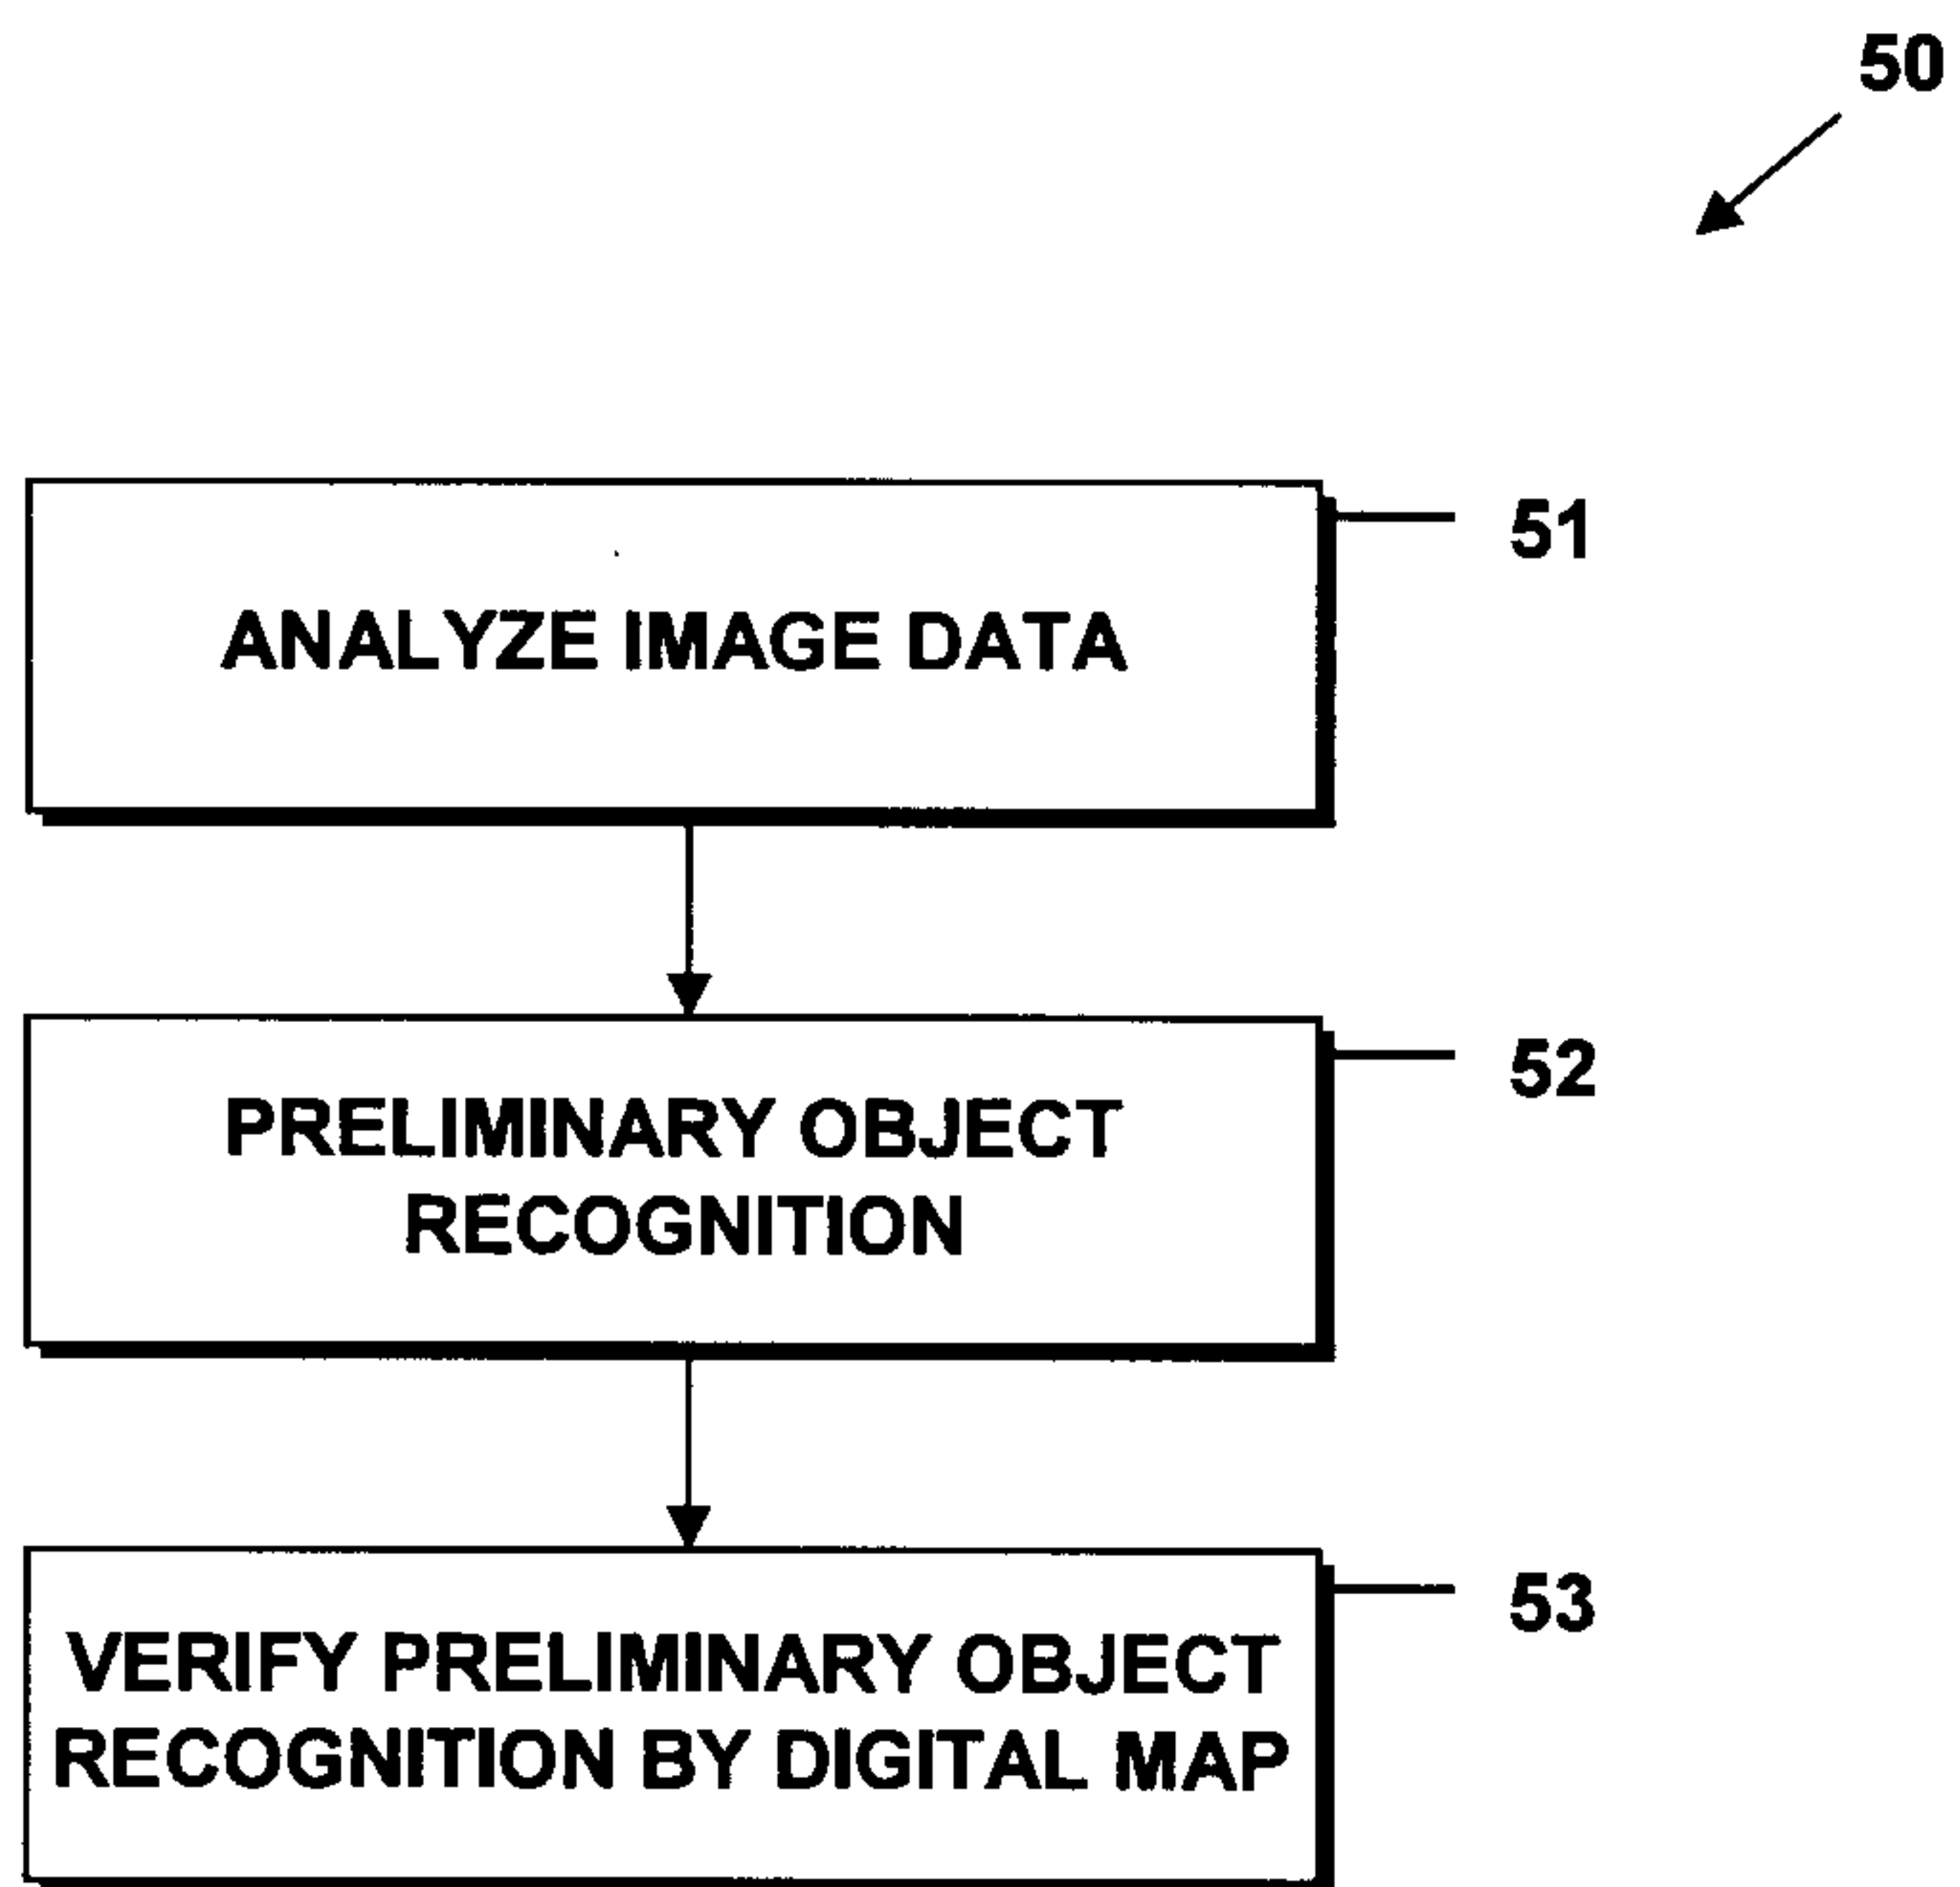 50
51
ANALYZE IMAGE DATA
52
PRELIMINARY OBJECT
RECOGNITION
53
VERIFY PRELIMINARY OBJECT
RECOGNITION BY DIGITAL MAP